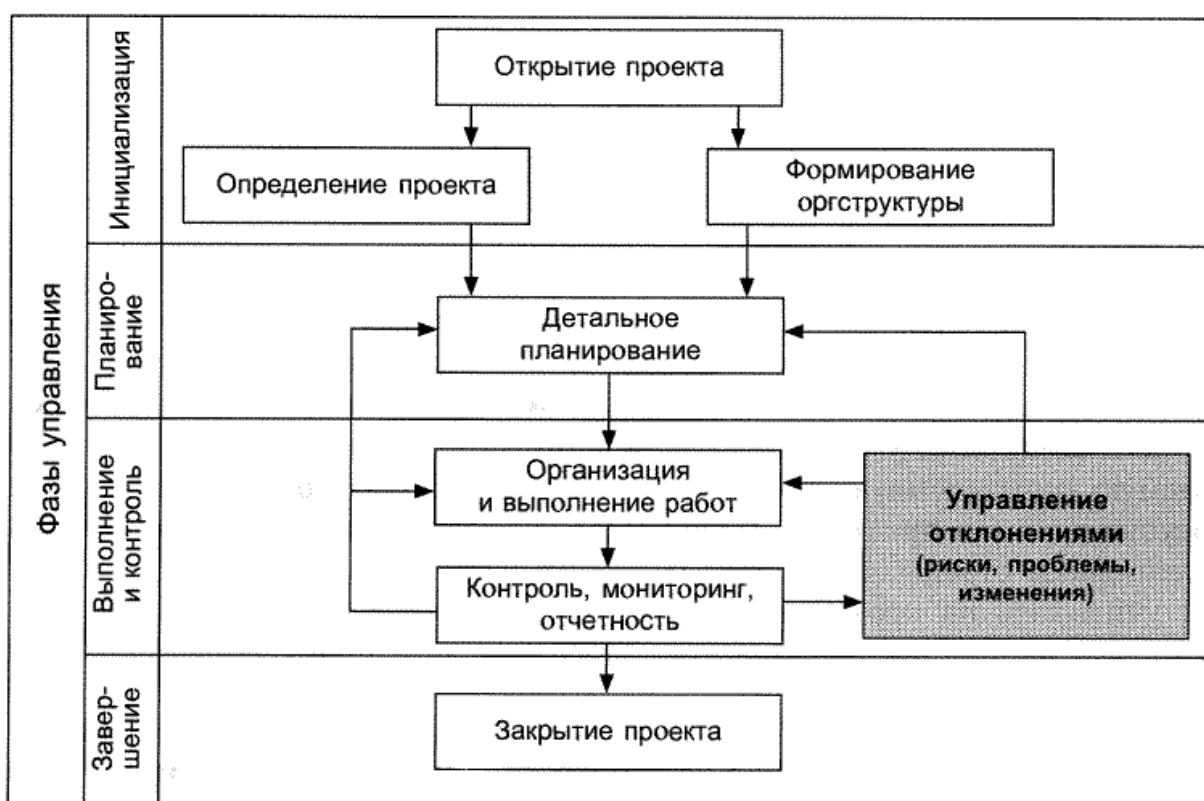 Фазы управления
Инициализация
Открытие проекта
Определение проекта
Формирование
оргструктуры
Планиро-
вание
Детальное
планирование
Выполнение
и контроль
Организация
и выполнение работ
Управление
отклонениями
(риски, проблемы,
изменения)
Контроль, мониторинг,
отчетность
Завер-
шение
Закрытие проекта